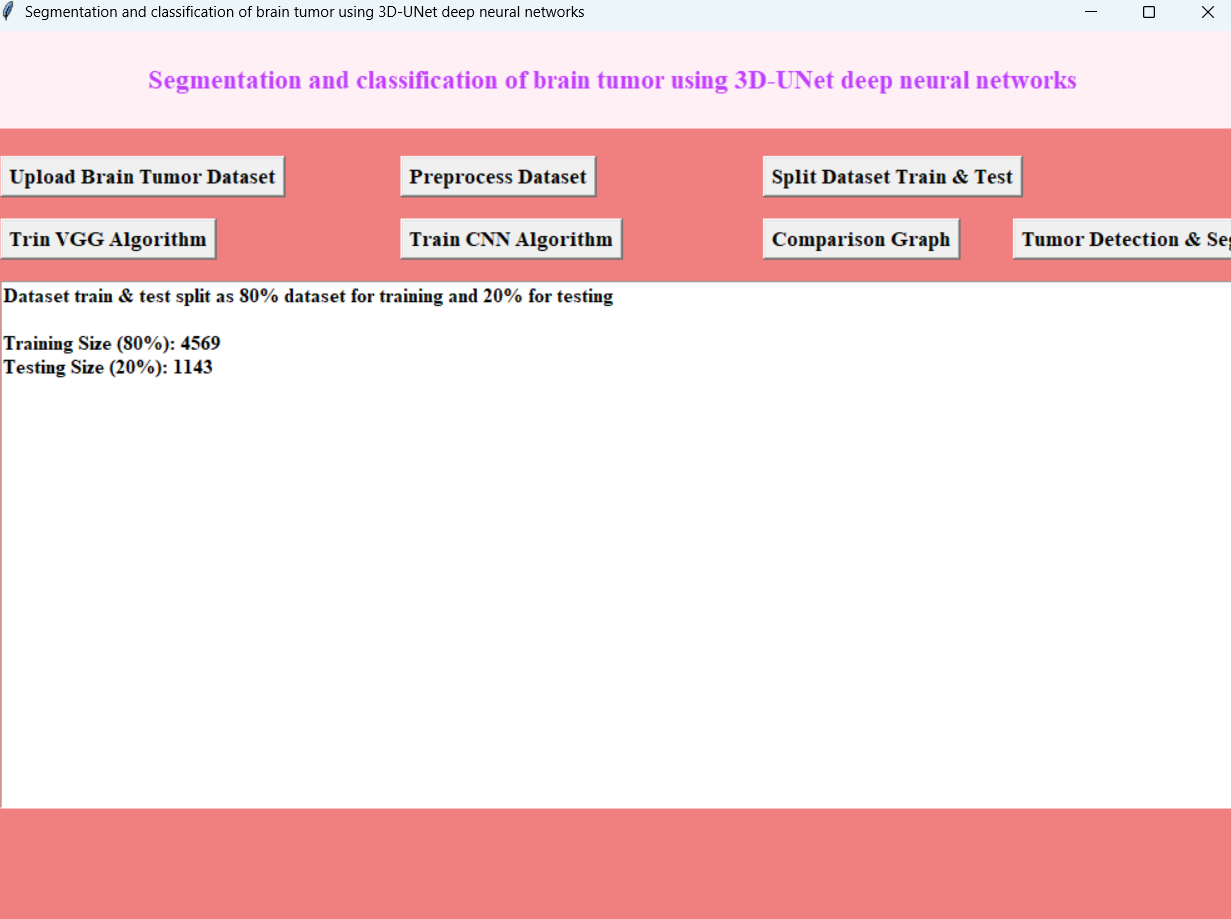 Segmentation and classification of brain tumor using 3D-UNet deep neural networks
Segmentation and classification of brain tumor using 3D-UNet deep neural networks
Upload Brain Tumor Dataset
Preprocess Dataset
Split Dataset Train & Test
Trin VGG Algorithm
Train CNN Algorithm
Comparison Graph
Tumor Detection &
Dataset train & test split as 80% dataset for training and 20% for testing
Training Size (80%): 4569
Testing Size (20%): 1143